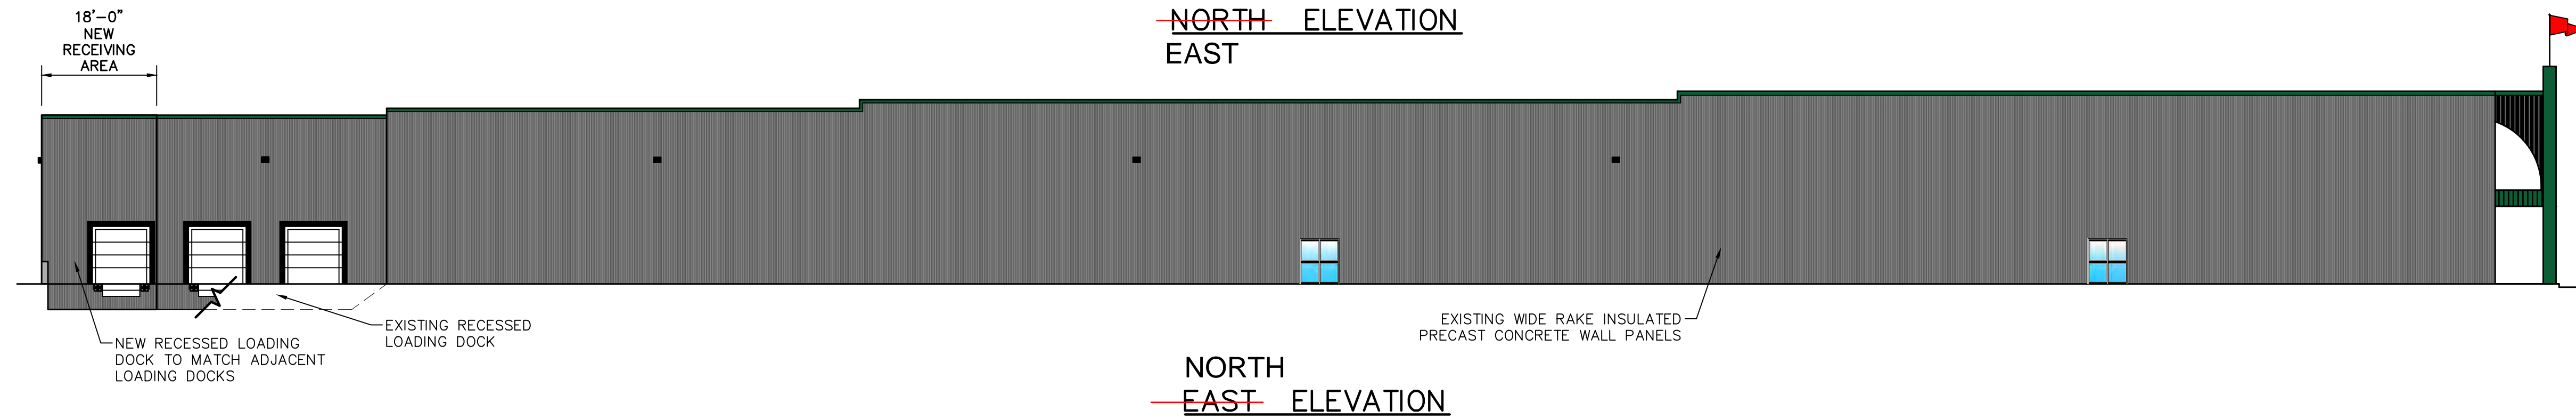 18'-0"
NEW
RECEIVING
AREA
NORTH ELEVATION
EAST
NEW RECESSED LOADING
DOCK TO MATCH ADJACENT
LOADING DOCKS
EXISTING RECESSED
LOADING DOCK
EXISTING WIDE RAKE INSULATED
PRECAST CONCRETE WALL PANELS
NORTH
EAST ELEVATION